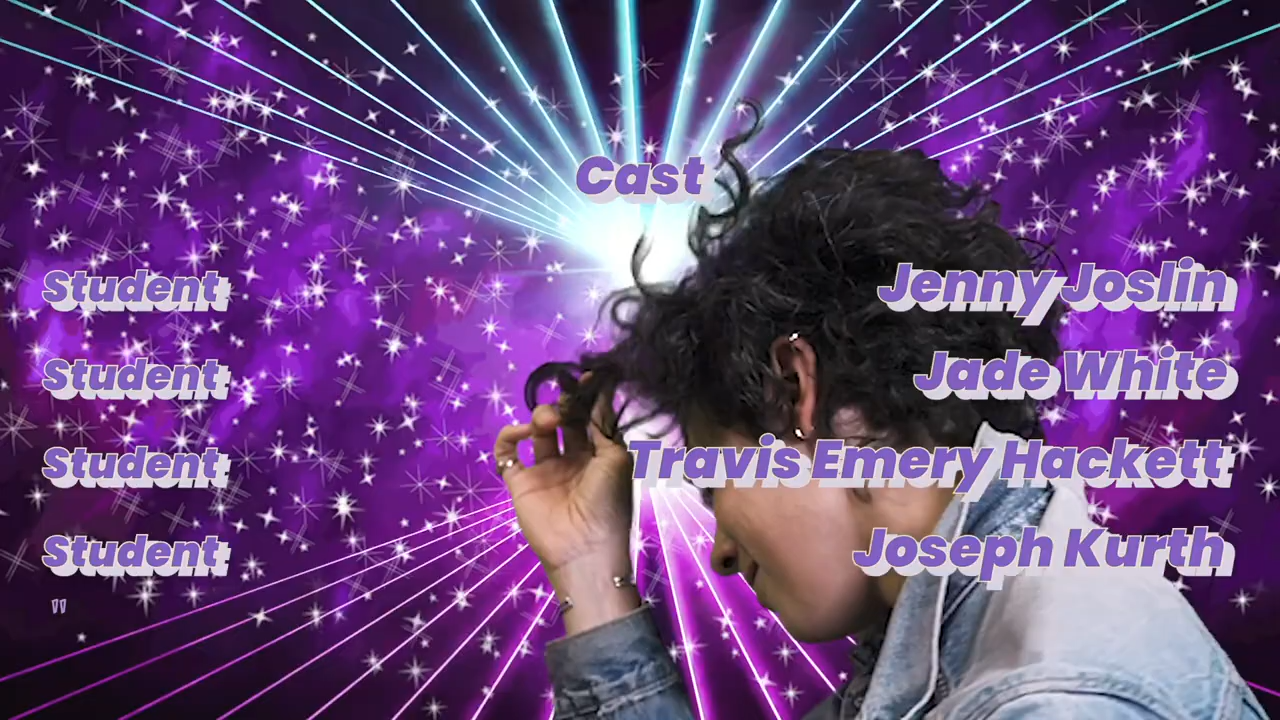 Cast
Student Jenny Joslin
Student Jade White
Student Travis Emery Hackett
Student Joseph Kurth
"